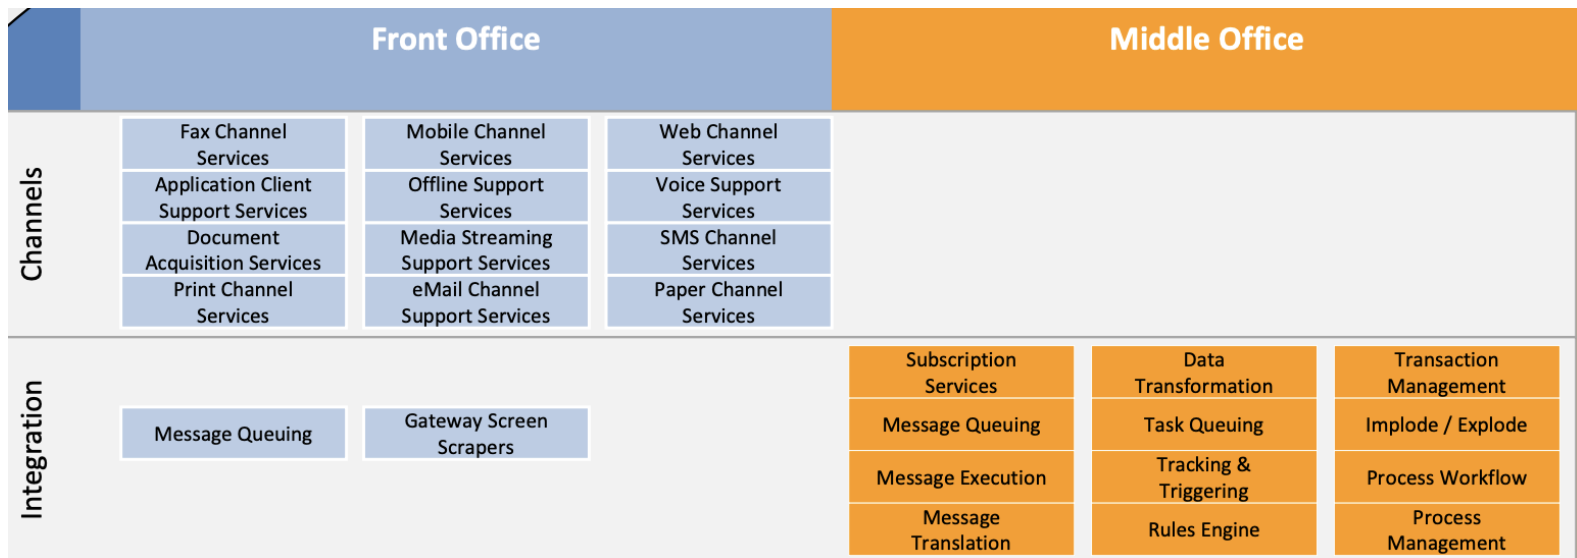 Front Office
Middle Office
Channels
Fax Channel
Services
Mobile Channel
Services
Web Channel
Services
Application Client
Support Services
Offline Support
Services
Voice Support
Services
Document
Acquisition Services
Media Streaming
Support Services
SMS Channel
Services
Print Channel
Services
eMail Channel
Support Services
Paper Channel
Services
Integration
Message Queuing
Gateway Screen
Scrapers
Subscription
Services
Data
Transformation
Transaction
Management
Message Queuing
Task Queuing
Implode / Explode
Message Execution
Tracking &
Triggering
Process Workflow
Message
Translation
Rules Engine
Process
Management